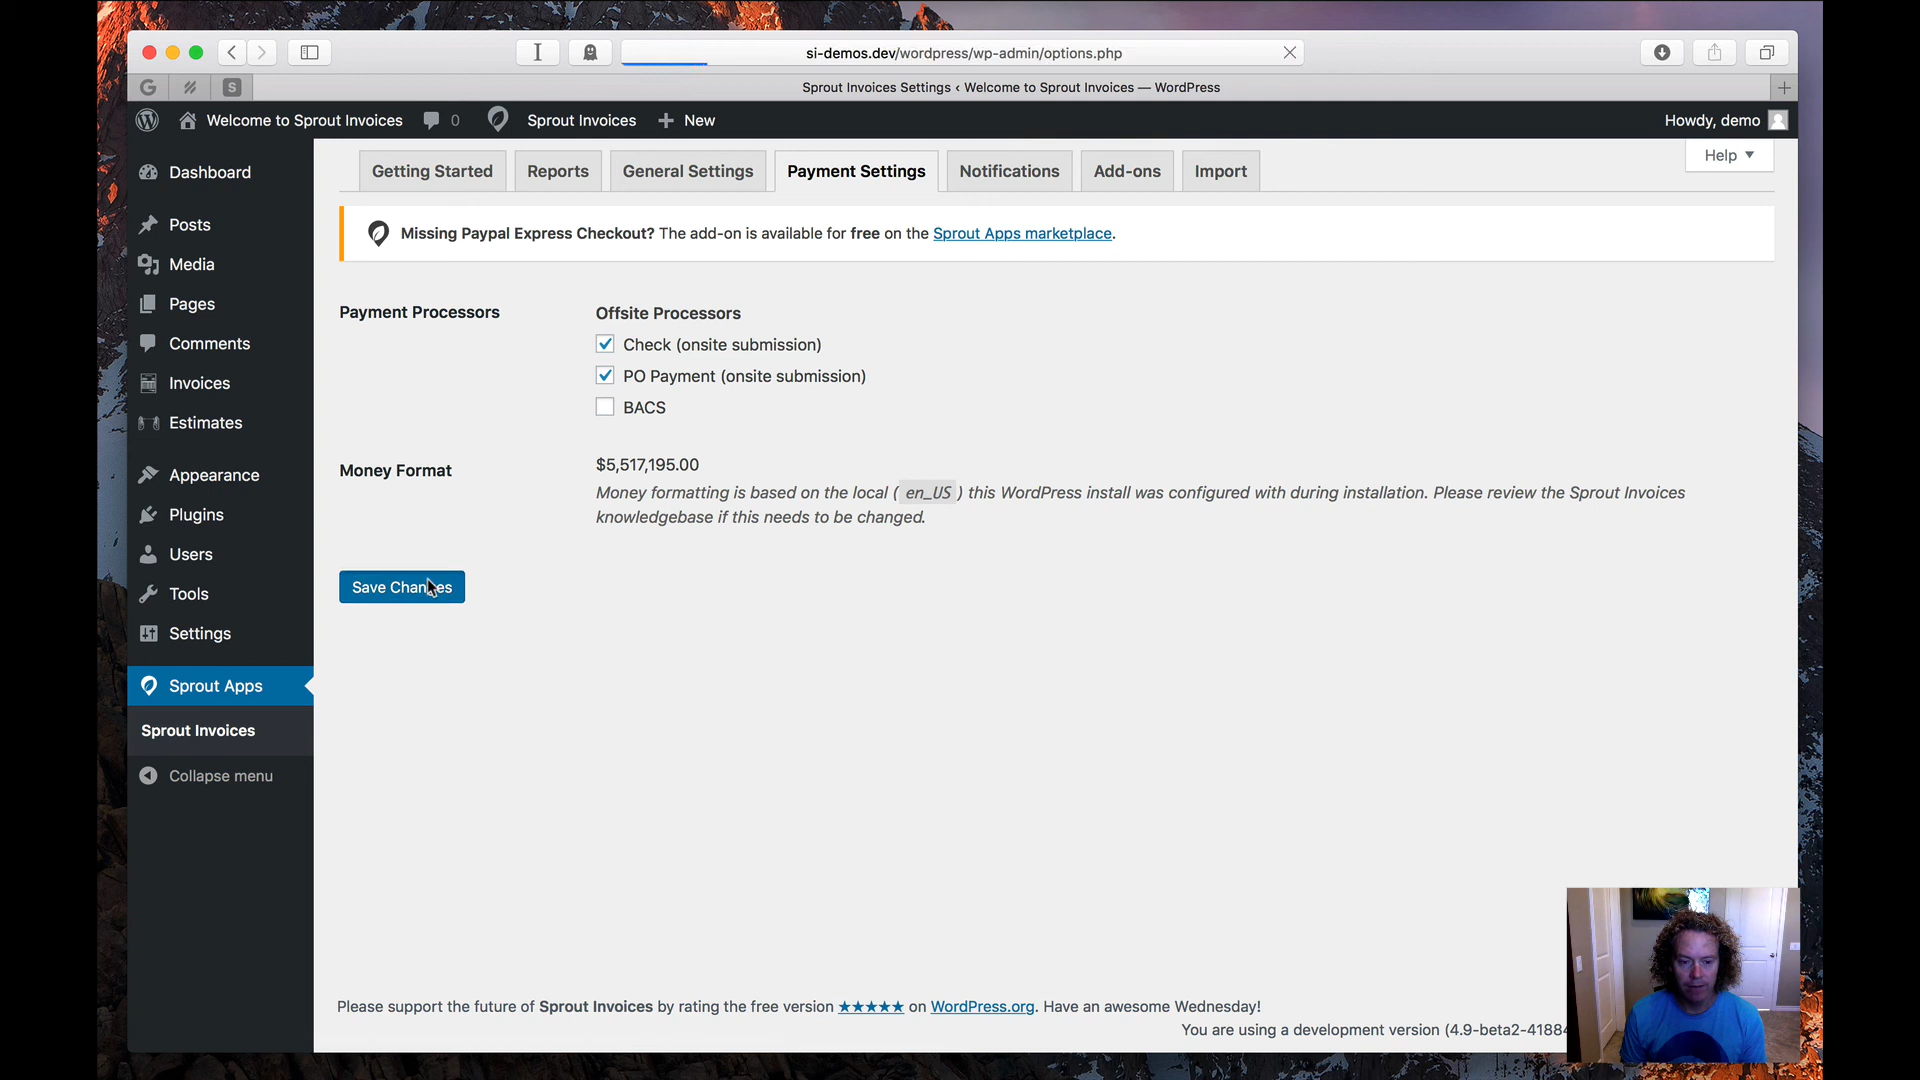 si-demos.dev/wordpress/wp-admin/options.php
G
S
Sprout Invoices Settings ‹ Welcome to Sprout Invoices — WordPress
Welcome to Sprout Invoices
0
Sprout Invoices
New
Howdy, demo
Help
Getting Started
Reports
General Settings
Payment Settings
Notifications
Add-ons
Import
Dashboard
Posts
Media
Pages
Comments
Invoices
Estimates
Appearance
Plugins
Users
Tools
Settings
Sprout Apps
Sprout Invoices
Collapse menu
Missing Paypal Express Checkout? The add-on is available for free on the Sprout Apps marketplace.
Payment Processors
Offsite Processors
Check (onsite submission)
PO Payment (onsite submission)
BACS
Money Format
$5,517,195.00
Money formatting is based on the local ( en_US ) this WordPress install was configured with during installation. Please review the Sprout Invoices
knowledgebase if this needs to be changed.
Save Changes
Please support the future of Sprout Invoices by rating the free version ★★★★★ on WordPress.org. Have an awesome Wednesday!
You are using a development version (4.9-beta2-4188